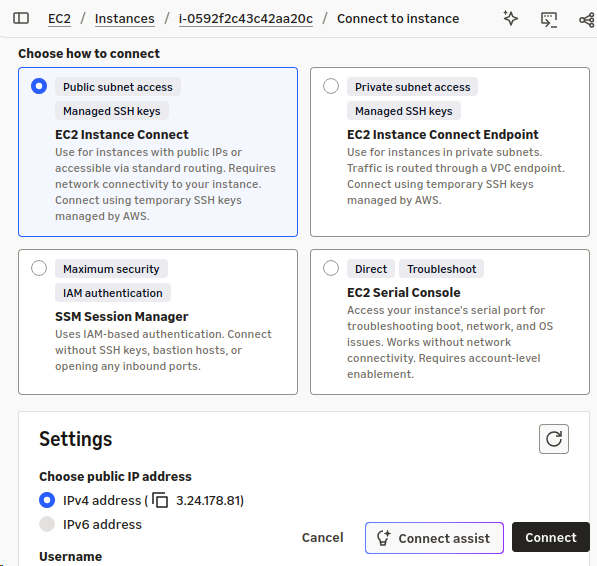 EC2 / Instances / i-0592f2c43c42aa20c / Connect to instance
Choose how to connect
Public subnet access
Managed SSH keys
EC2 Instance Connect
Use for instances with public IPs or
accessible via standard routing. Requires
network connectivity to your instance.
Connect using temporary SSH keys
managed by AWS.
Private subnet access
Managed SSH keys
EC2 Instance Connect Endpoint
Use for instances in private subnets.
Traffic is routed through a VPC endpoint.
Connect using temporary SSH keys
managed by AWS.
Maximum security
IAM authentication
SSM Session Manager
Uses IAM-based authentication. Connect
without SSH keys, bastion hosts, or
opening any inbound ports.
Direct Troubleshoot
EC2 Serial Console
Access your instance's serial port for
troubleshooting boot, network, and OS
issues. Works without network
connectivity. Requires account-level
enablement.
Settings
Choose public IP address
IPv4 address ( 3.24.178.81)
IPv6 address
Cancel Connect assist Connect
Username